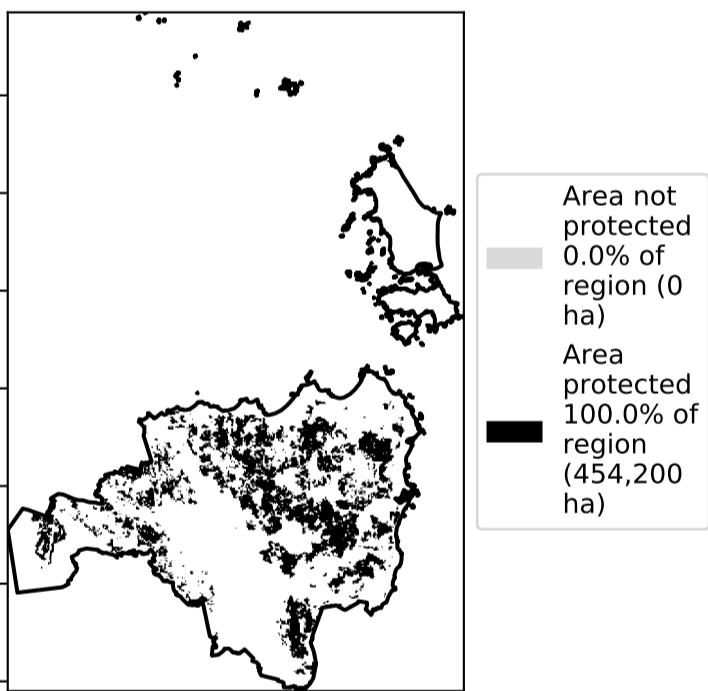 Area not
protected
0.0% of
region (0
ha)
Area
protected
100.0% of
region
(454,200
ha)